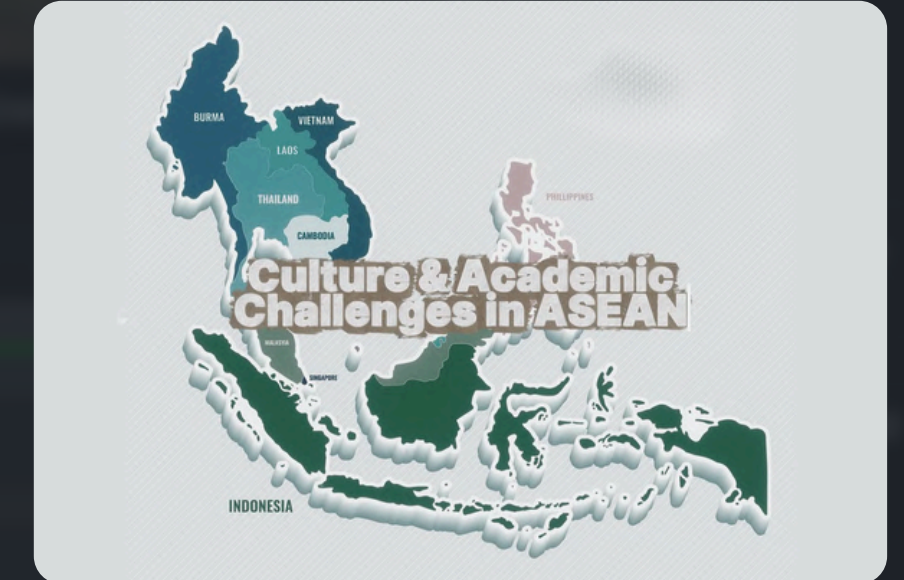 BURMA
VIETNAM
LAOS
THAILAND
CAMBODIA
PHILLIPPINES
Culture & Academic
Challenges in ASEAN
MALAYSIA
SINGAPORE
INDONESIA